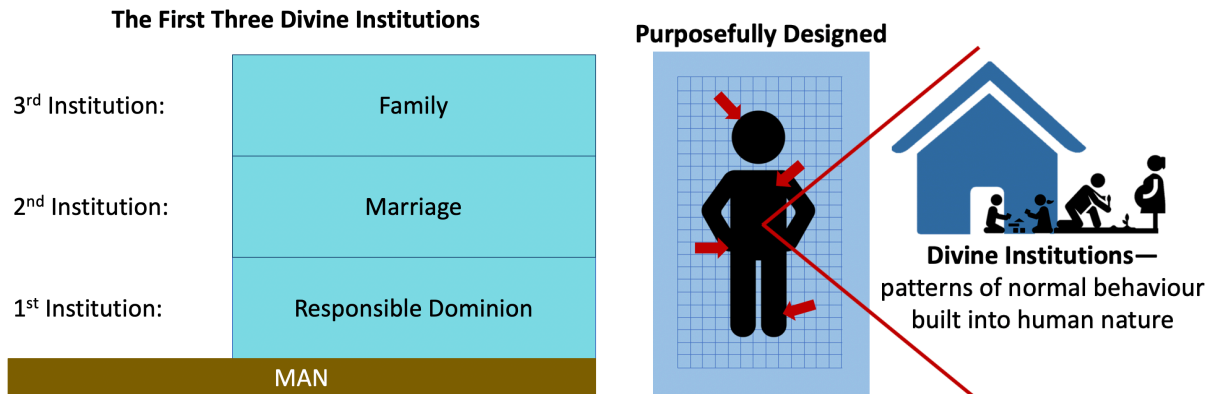 The First Three Divine Institutions
3rd Institution:
Family
2nd Institution:
Marriage
1st Institution:
Responsible Dominion
MAN
Purposefully Designed
Divine Institutions—
patterns of normal behaviour
built into human nature